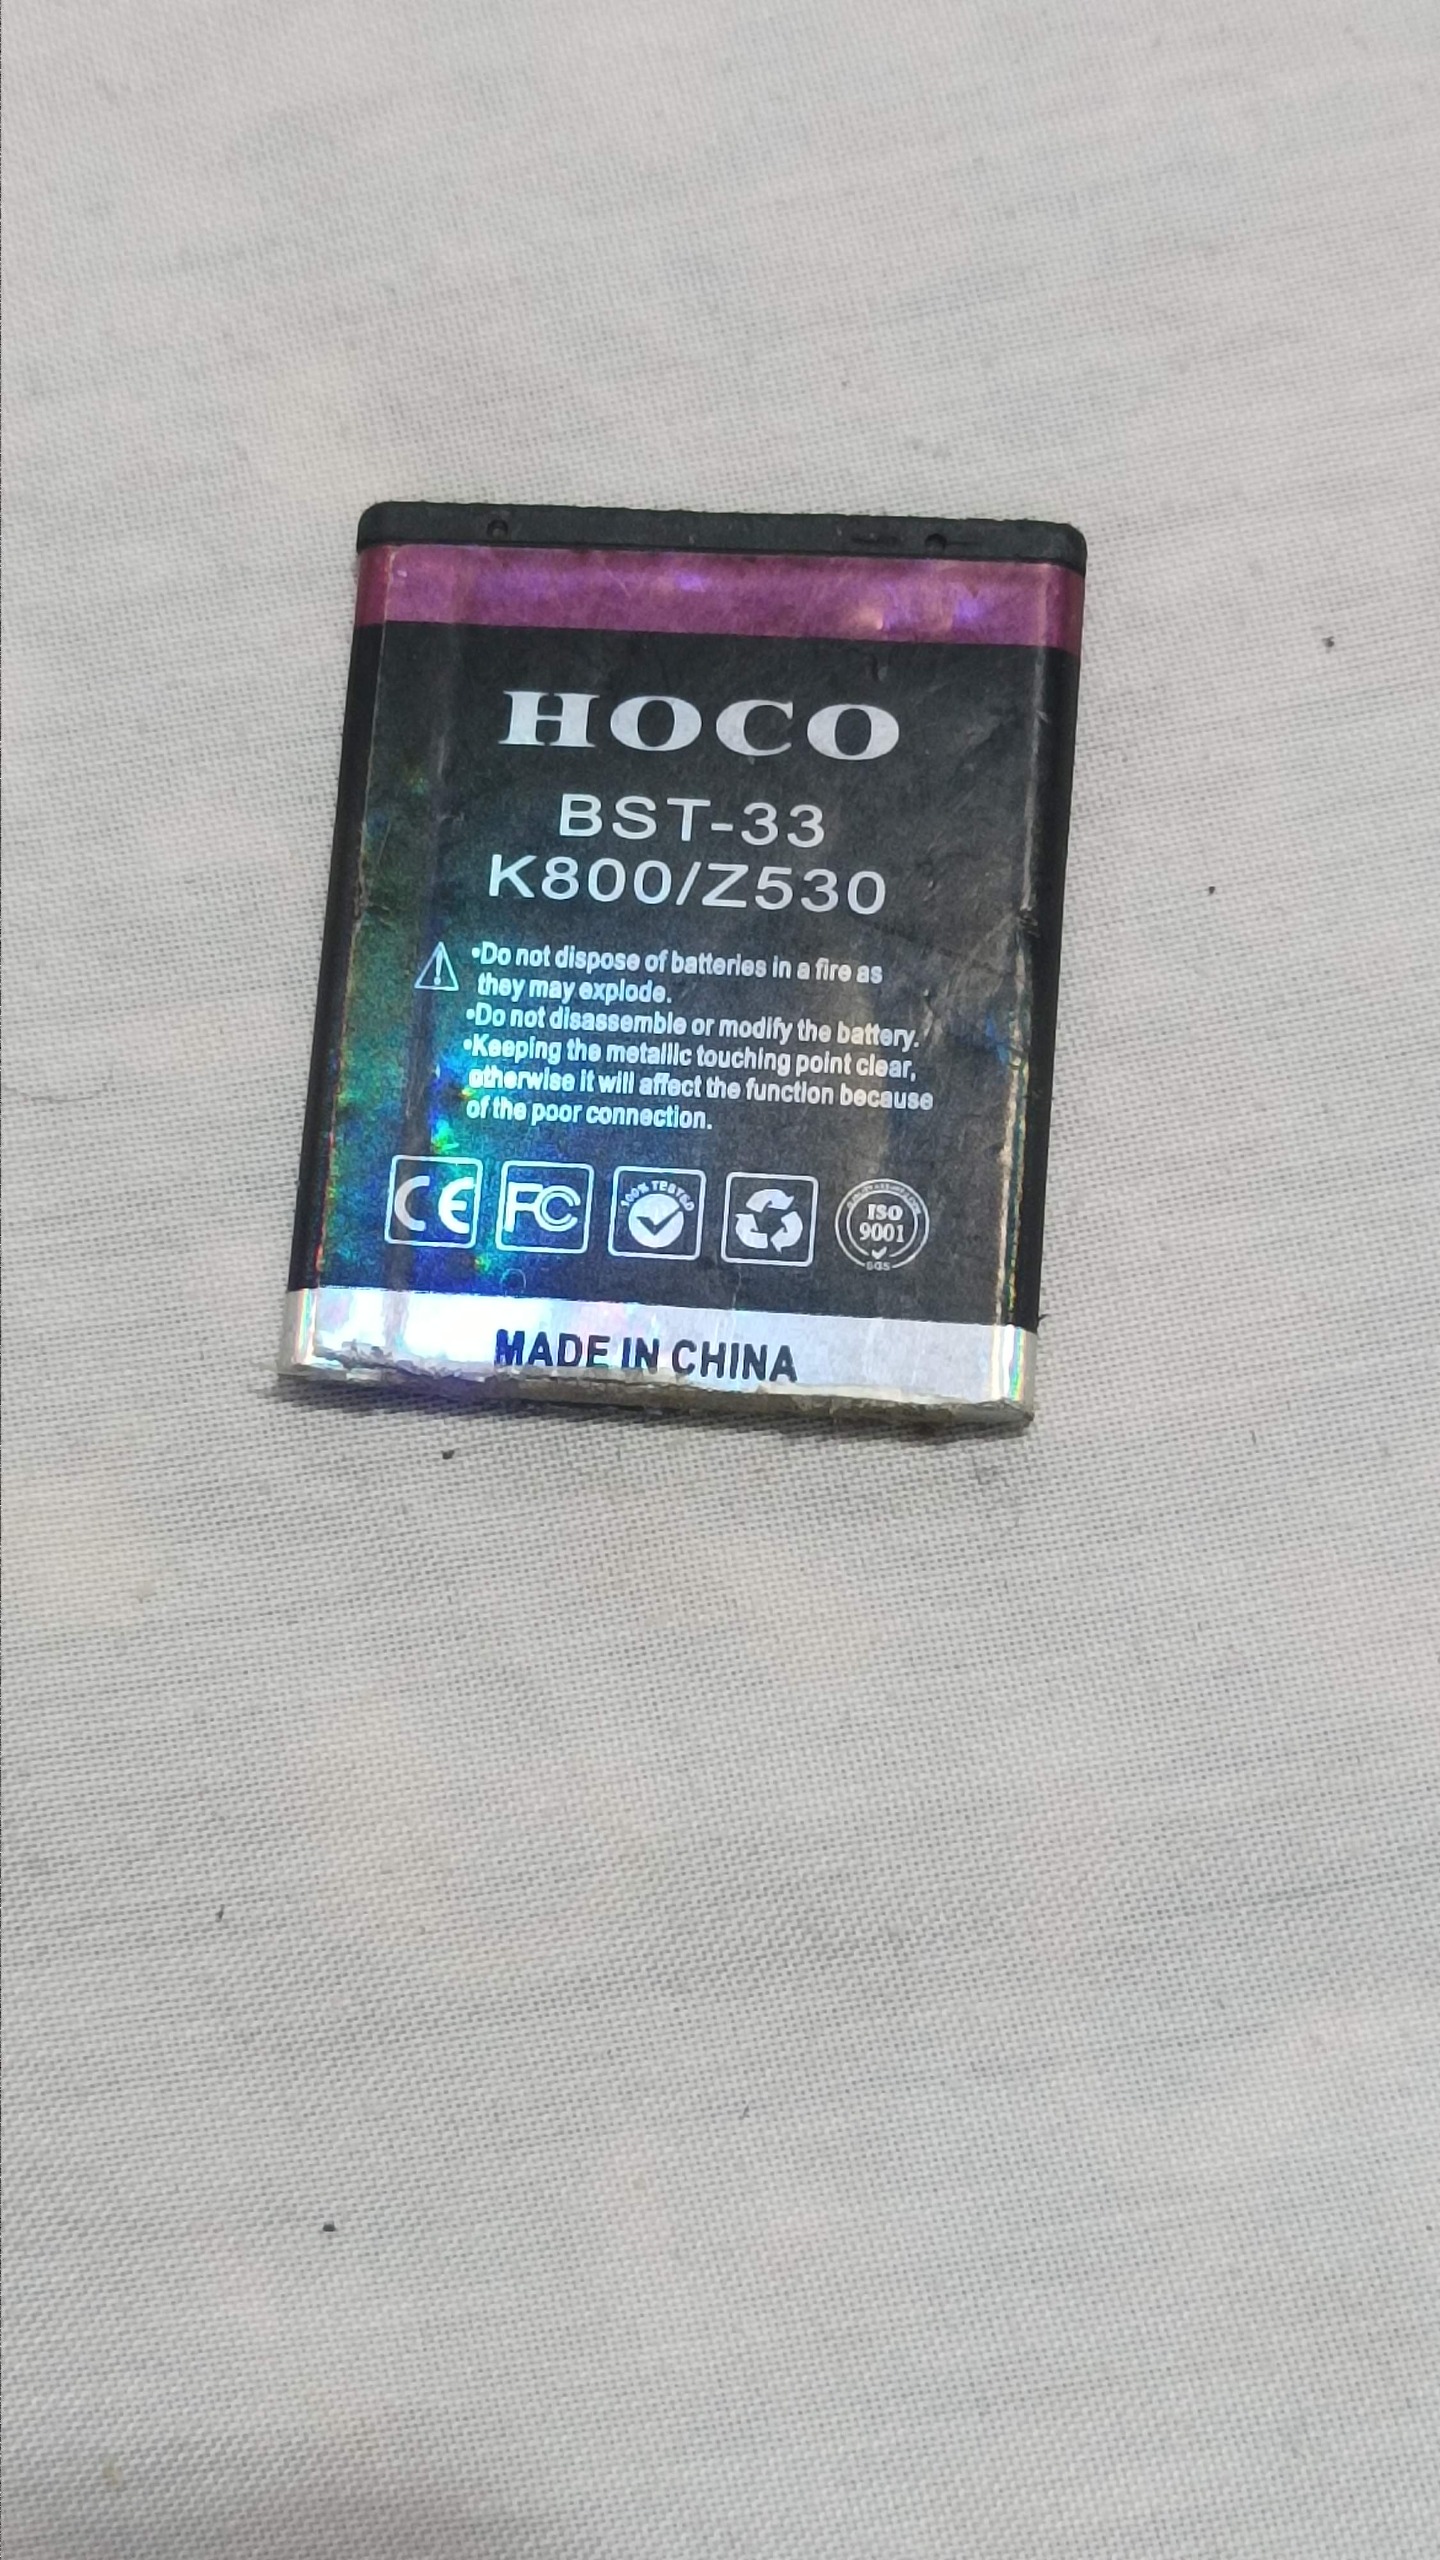 HOCO
BST-33
K800/Z530
•Do not dispose of batteries in a fire as
they may explode.
•Do not disassemble or modify the battery.
•Keeping the metallic touching point clear,
otherwise it will affect the function because
of the poor connection.
CE
FC
100% TESTED
ISO
9001
SGS
MADE IN CHINA